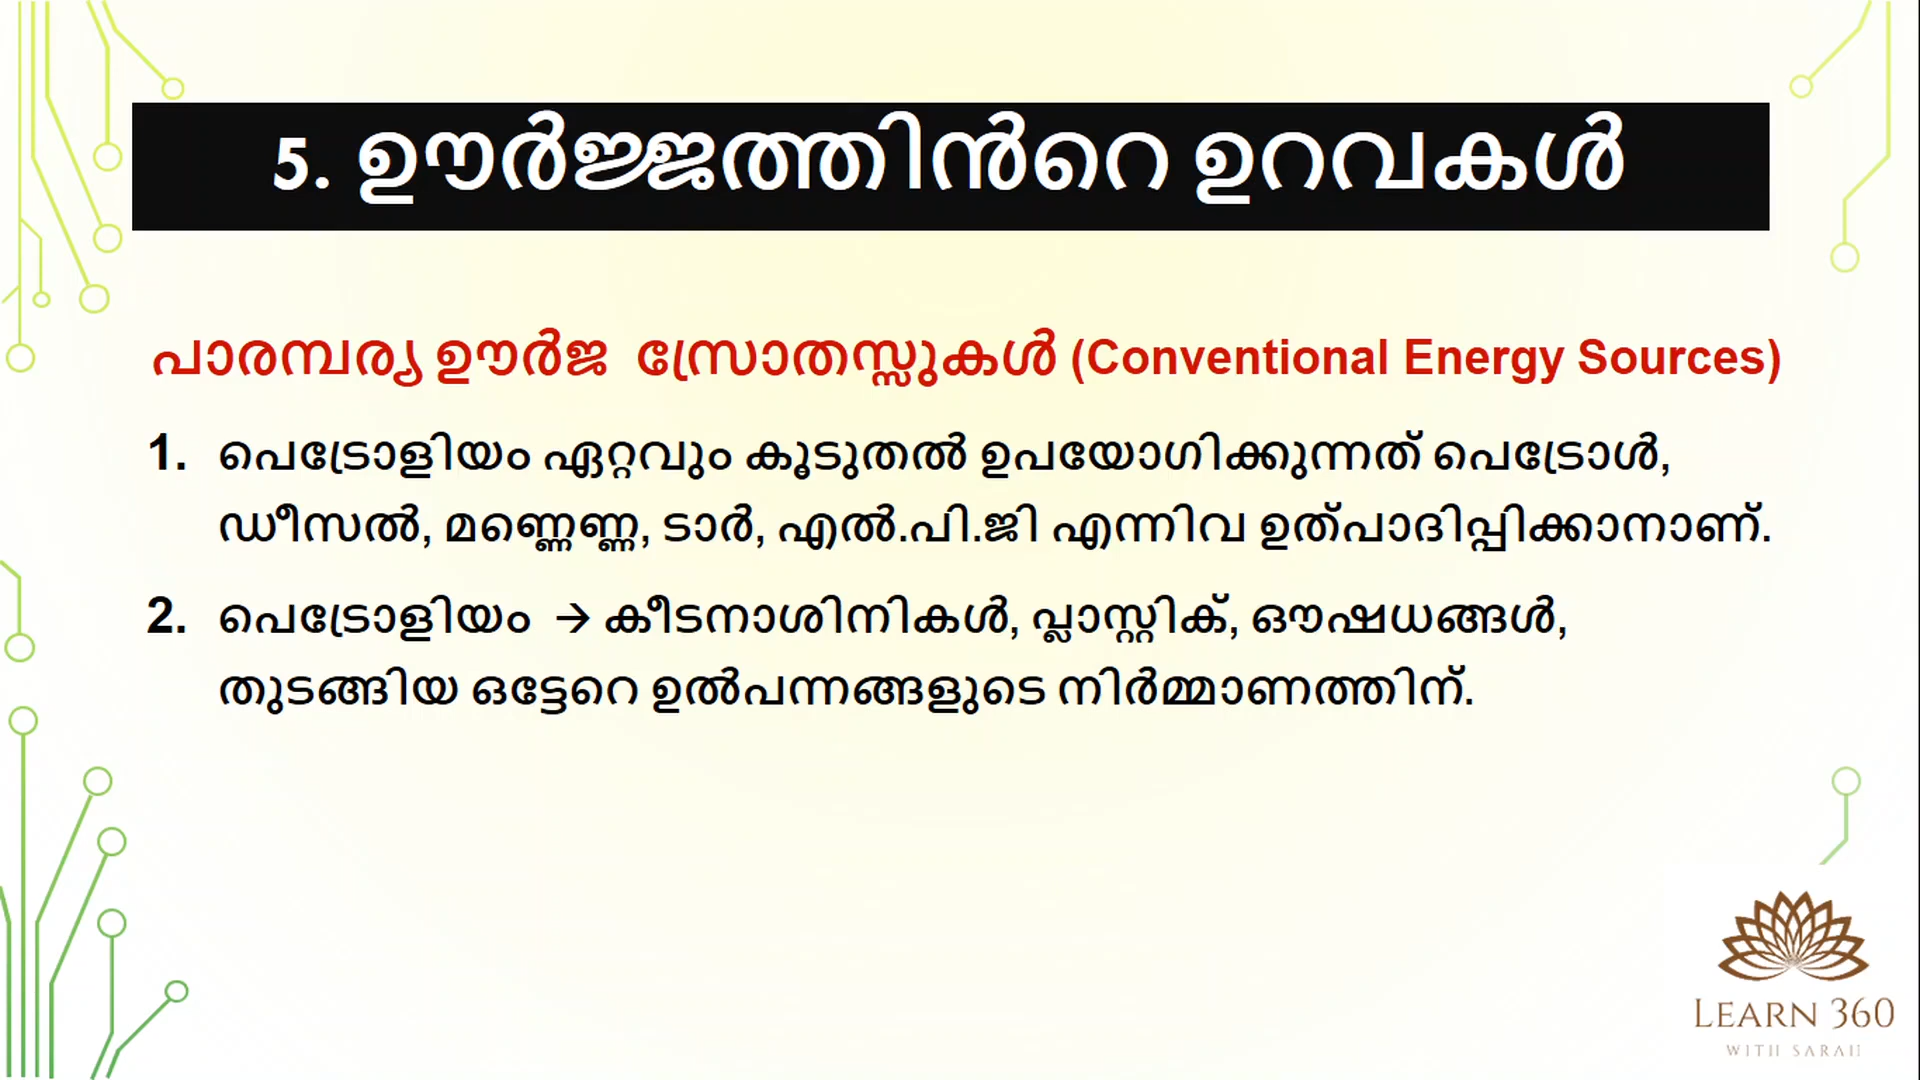 5. ഊർജ്ജത്തിൻറെ ഉറവകൾ
പാരമ്പര്യ ഊർജ സ്രോതസ്സുകൾ (Conventional Energy Sources)
1. പെട്രോളിയം ഏറ്റവും കൂടുതൽ ഉപയോഗിക്കുന്നത് പെട്രോൾ,
ഡീസൽ, മണ്ണെണ്ണ, ടാർ, എൽ.പി.ജി എന്നിവ ഉത്പാദിപ്പിക്കാനാണ്.
2. പെട്രോളിയം → കീടനാശിനികൾ, പ്ലാസ്റ്റിക്, ഔഷധങ്ങൾ,
തുടങ്ങിയ ഒട്ടേറെ ഉൽപന്നങ്ങളുടെ നിർമ്മാണത്തിന്.
LEARN 360
WITH SARAH